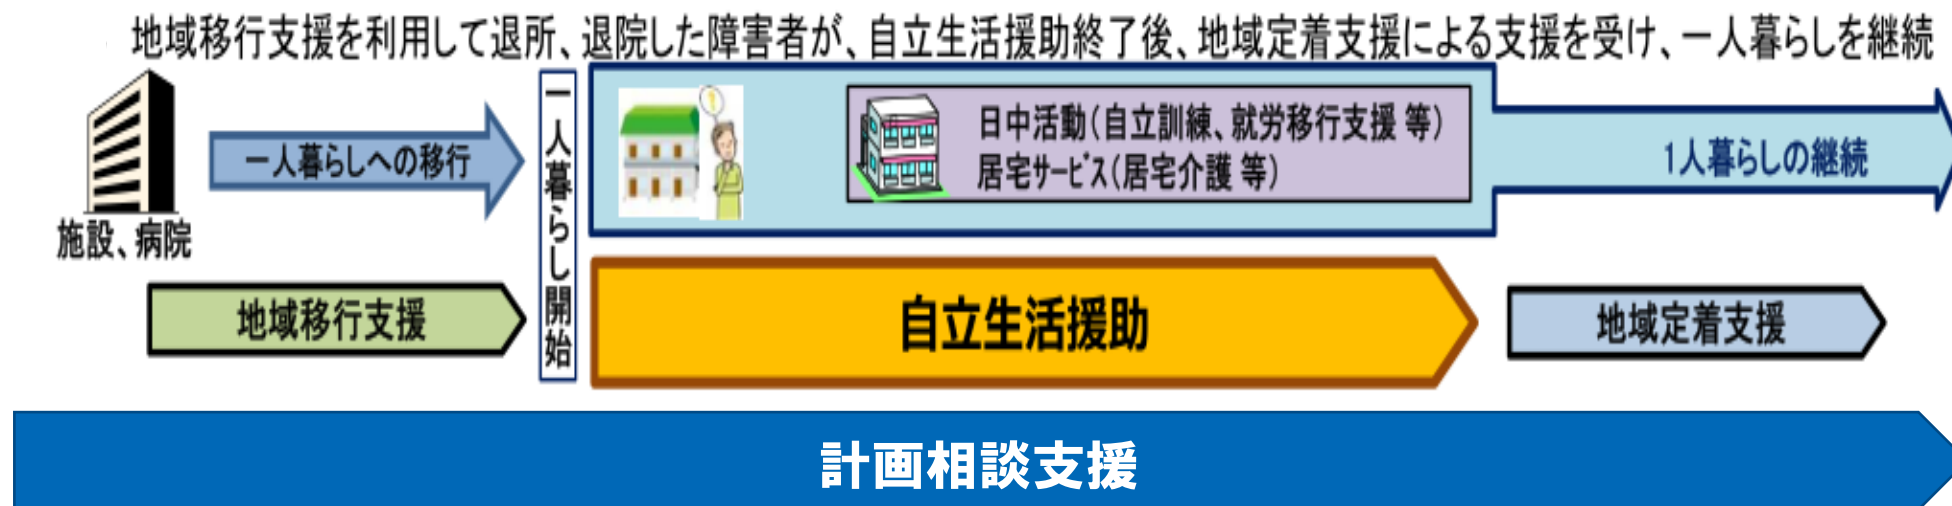 地域移行支援を利用して退所、退院した障害者が、自立生活援助終了後、地域定着支援による支援を受け、一人暮らしを継続
施設、病院
一人暮らしへの移行
一人暮らし開始
日中活動(自立訓練、就労移行支援 等)
居宅サービス(居宅介護 等)
1人暮らしの継続
地域移行支援
自立生活援助
地域定着支援
計画相談支援